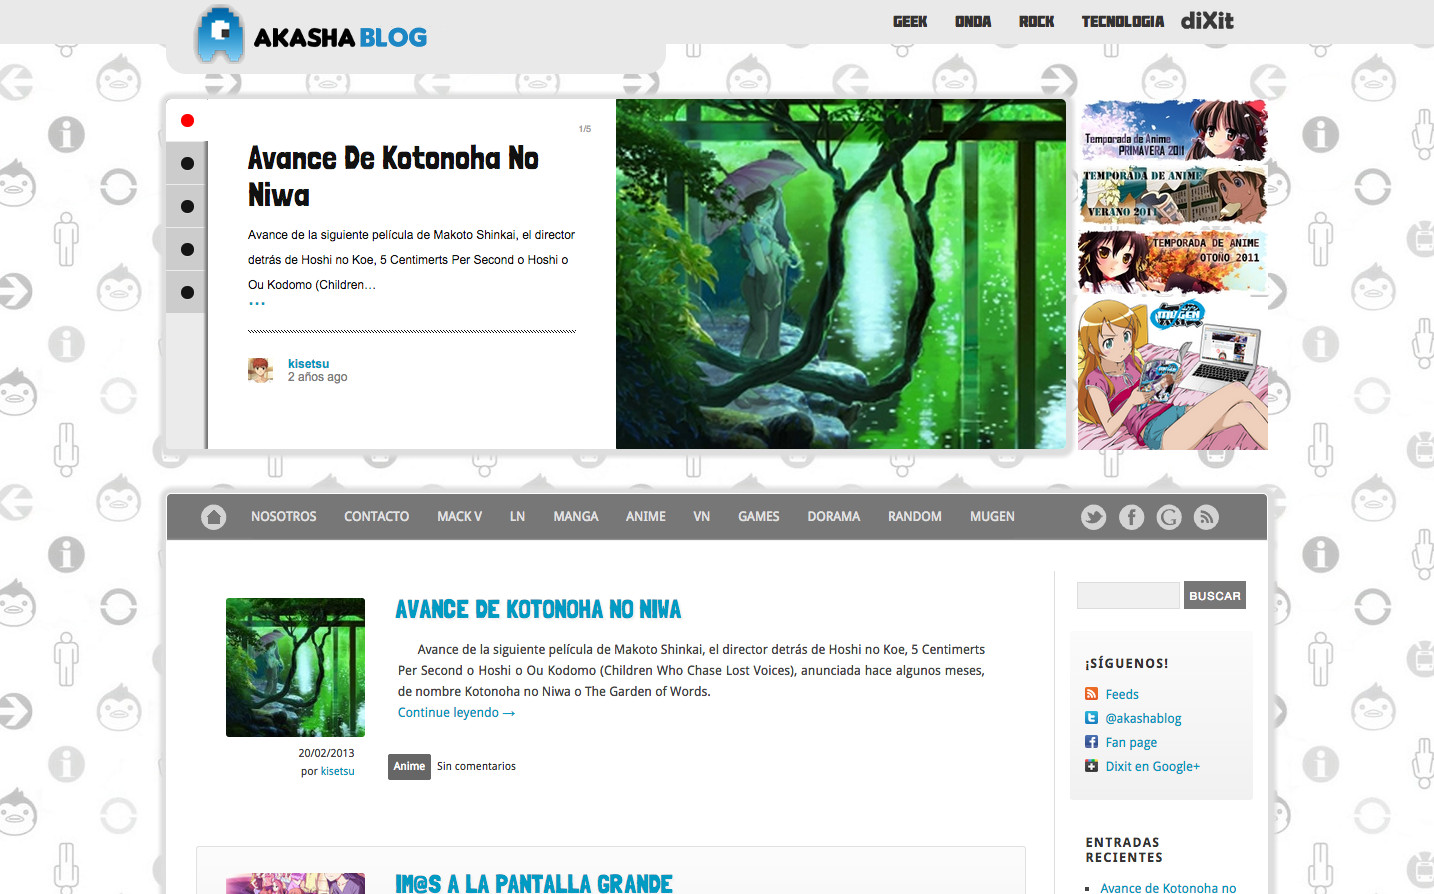 AKASHA BLOG
GEEK ONDA ROCK TECNOLOGIA diXit
1/5
Avance De Kotonoha No
Niwa
Avance de la siguiente película de Makoto Shinkai, el director
detrás de Hoshi no Koe, 5 Centimerts Per Second o Hoshi o
Ou Kodomo (Children…
...
kisetsu
2 años ago
Temporada de Anime
PRIMAVERA 2011
TEMPORADA DE ANIME
VERANO 2011
TEMPORADA DE ANIME
OTOÑO 2011
MUGEN
NOSOTROS CONTACTO MACK V LN MANGA ANIME VN GAMES DORAMA RANDOM MUGEN
AVANCE DE KOTONOHA NO NIWA
Avance de la siguiente película de Makoto Shinkai, el director detrás de Hoshi no Koe, 5 Centimerts
Per Second o Hoshi o Ou Kodomo (Children Who Chase Lost Voices), anunciada hace algunos meses,
de nombre Kotonoha no Niwa o The Garden of Words.
Continue leyendo →
20/02/2013
por kisetsu
Anime Sin comentarios
IM@S A LA PANTALLA GRANDE
BUSCAR
¡SÍGUENOS!
Feeds
@akashablog
Fan page
Dixit en Google+
ENTRADAS
RECIENTES
Avance de Kotonoha no